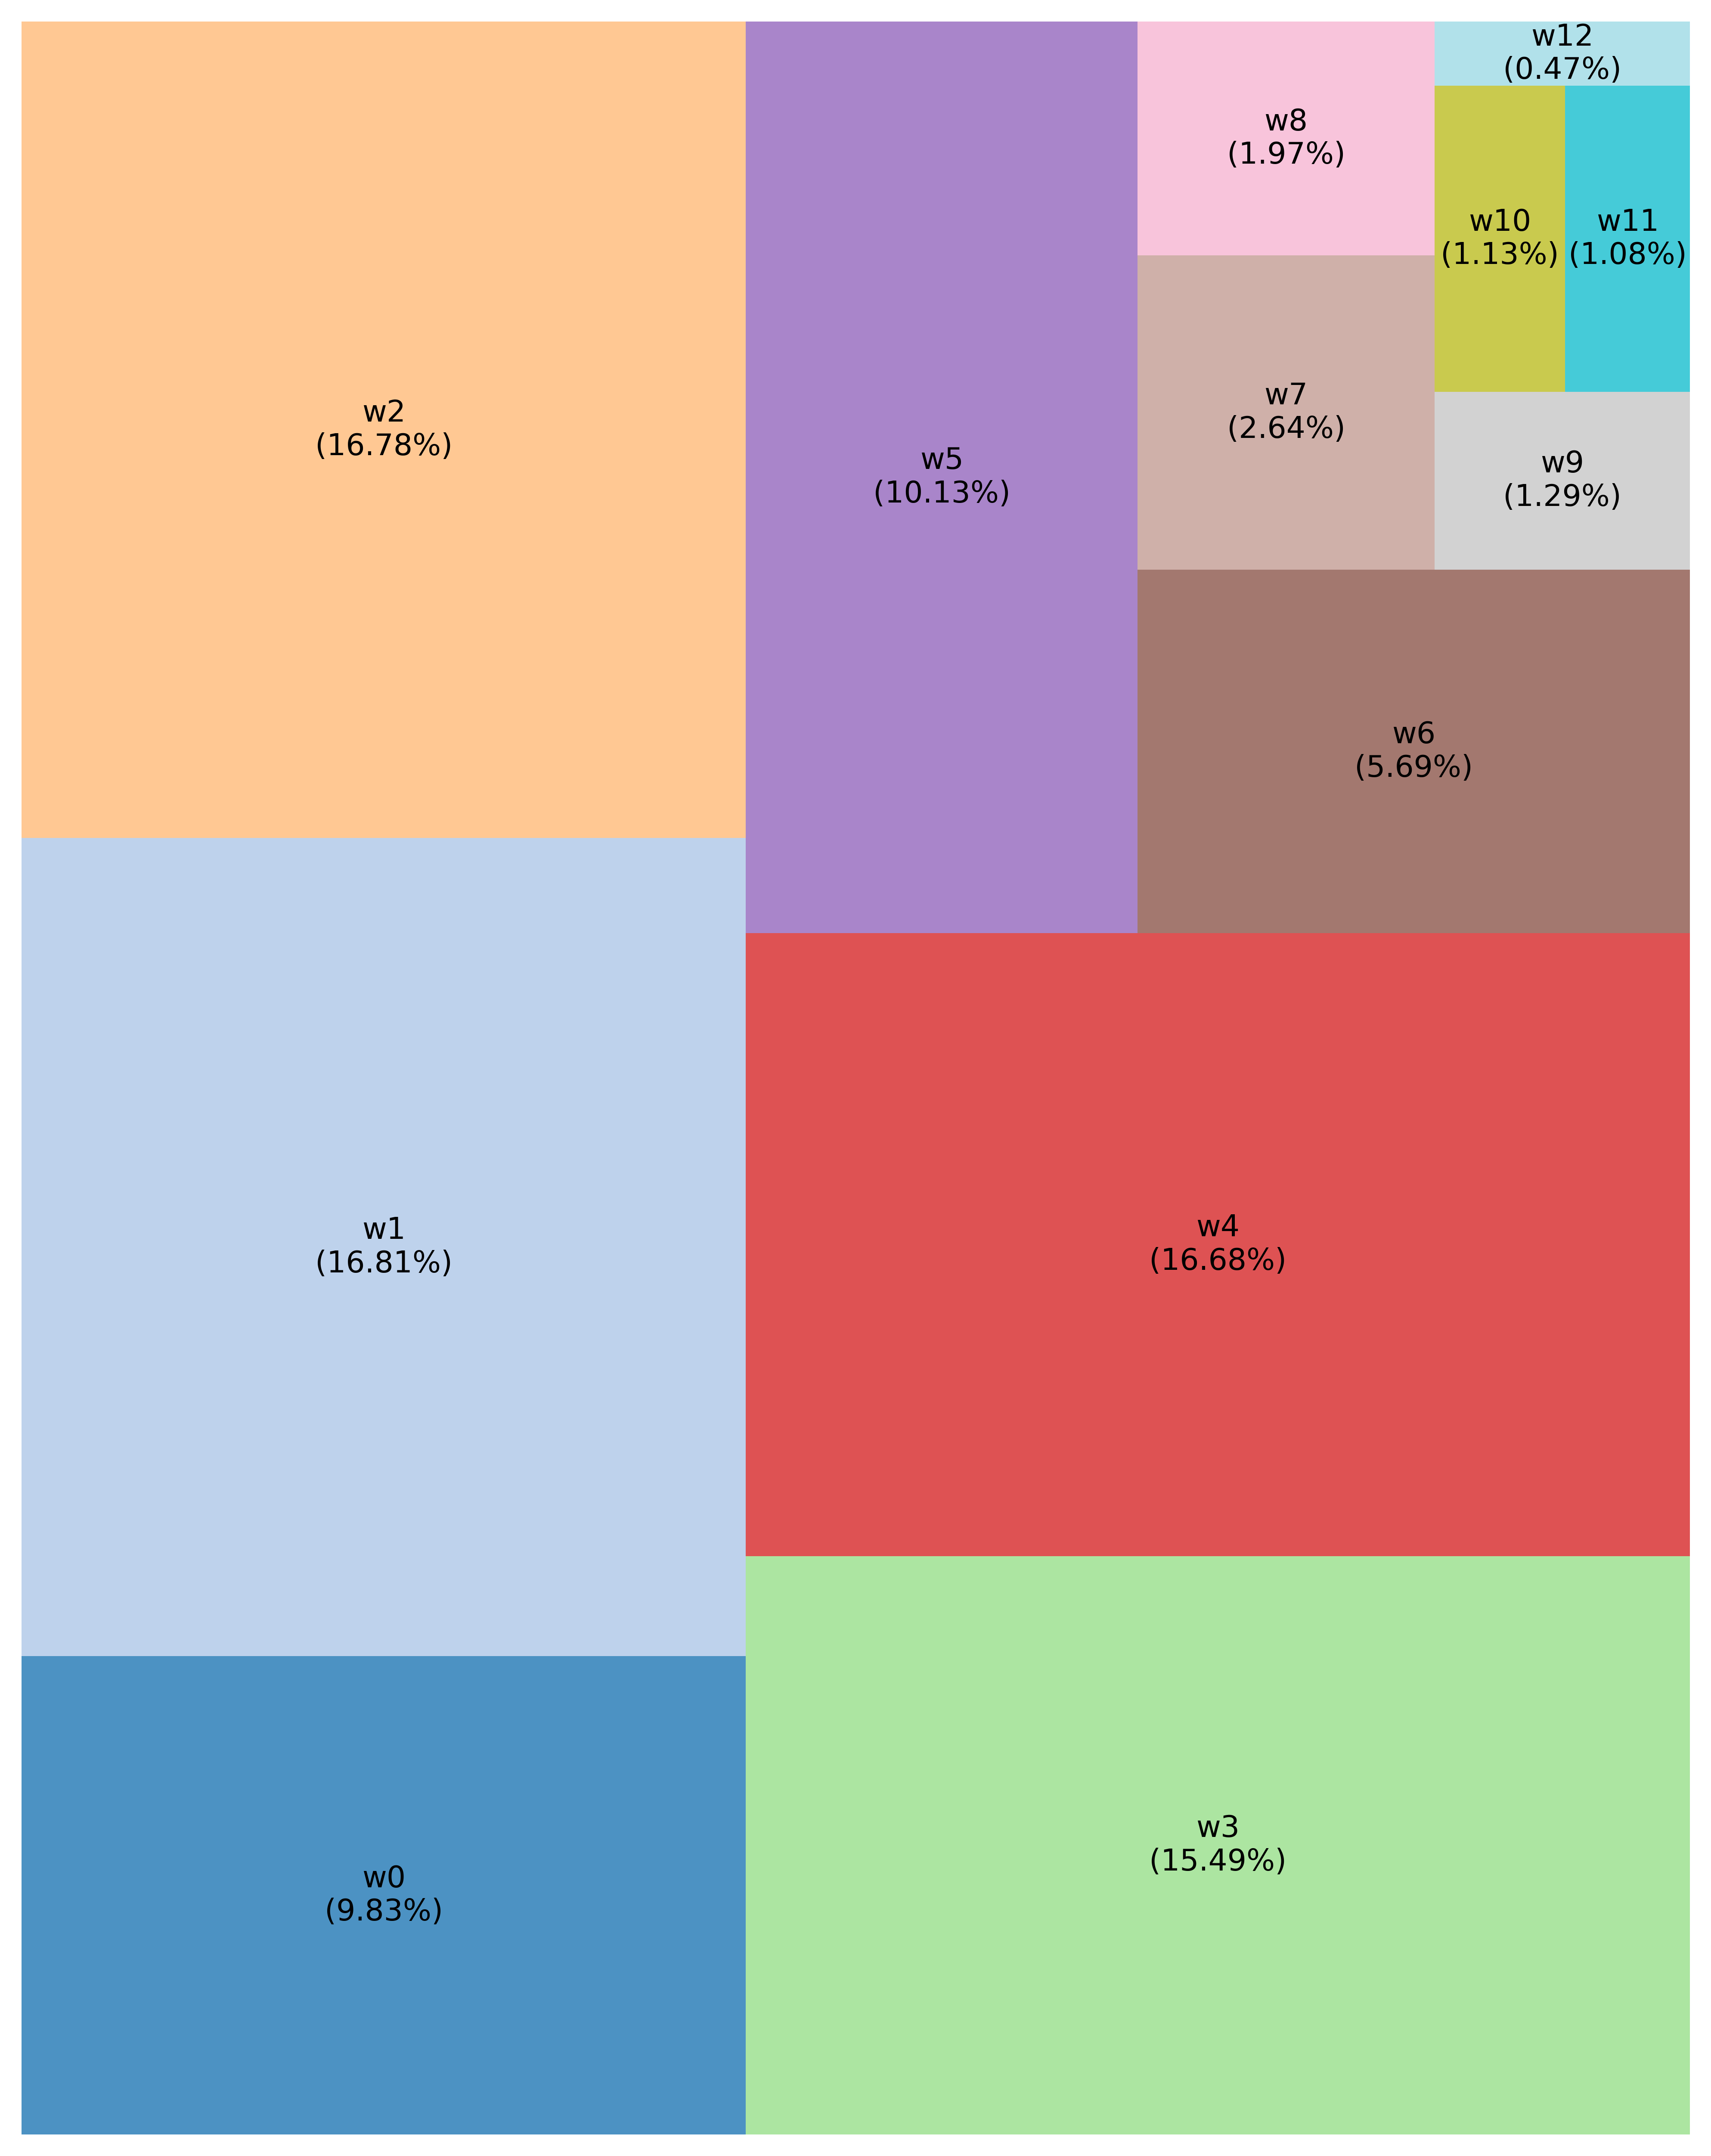 w12
(0.47%)
w8
(1.97%)
w10
(1.13%)
w11
(1.08%)
w7
(2.64%)
w2
(16.78%)
w5
(10.13%)
w9
(1.29%)
w6
(5.69%)
w1
(16.81%)
w4
(16.68%)
w3
(15.49%)
w0
(9.83%)